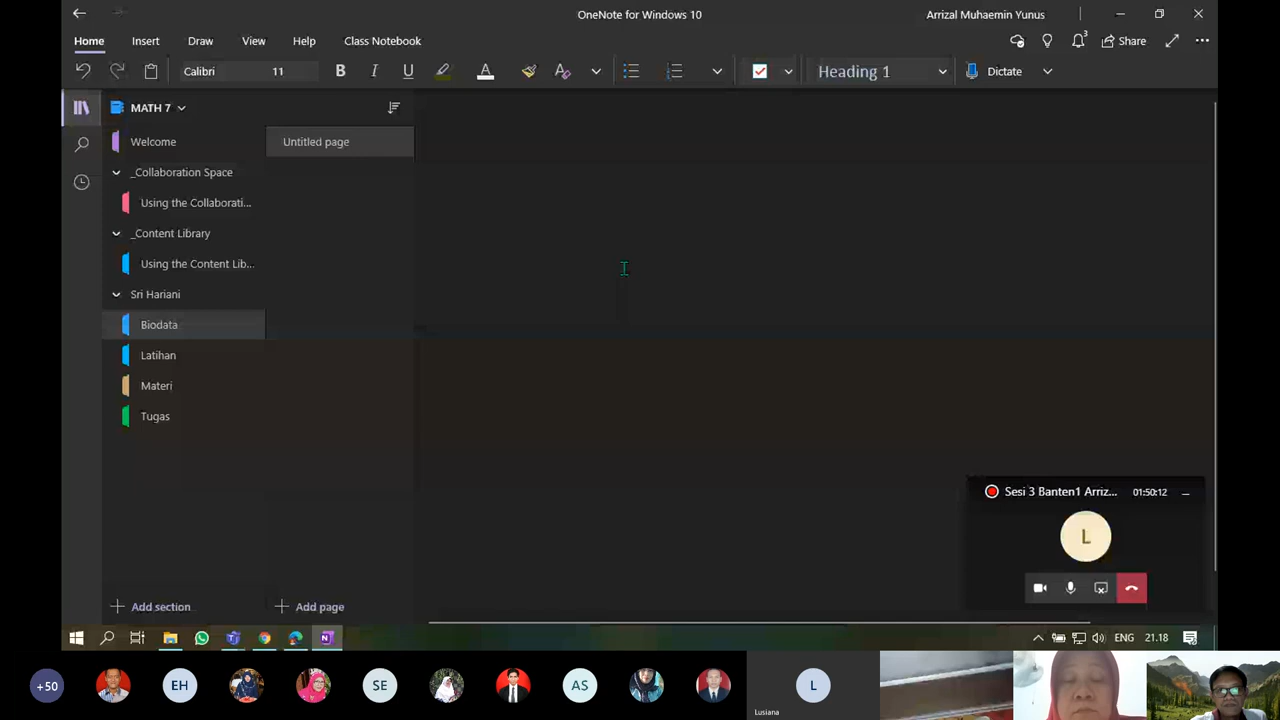 OneNote for Windows 10
Arrizal Muhaemin Yunus
Home
Insert
Draw
View
Help
Class Notebook
Share
Calibri
11
B
I
U
A
A
Heading 1
Dictate
MATH 7
Welcome
Untitled page
_Collaboration Space
Using the Collaborati...
_Content Library
Using the Content Lib...
Sri Hariani
Biodata
Latihan
Materi
Tugas
Sesi 3 Banten1 Arriz...
01:50:12
L
Add section
Add page
ENG
21.18
+50
EH
SE
AS
L
Lusiana